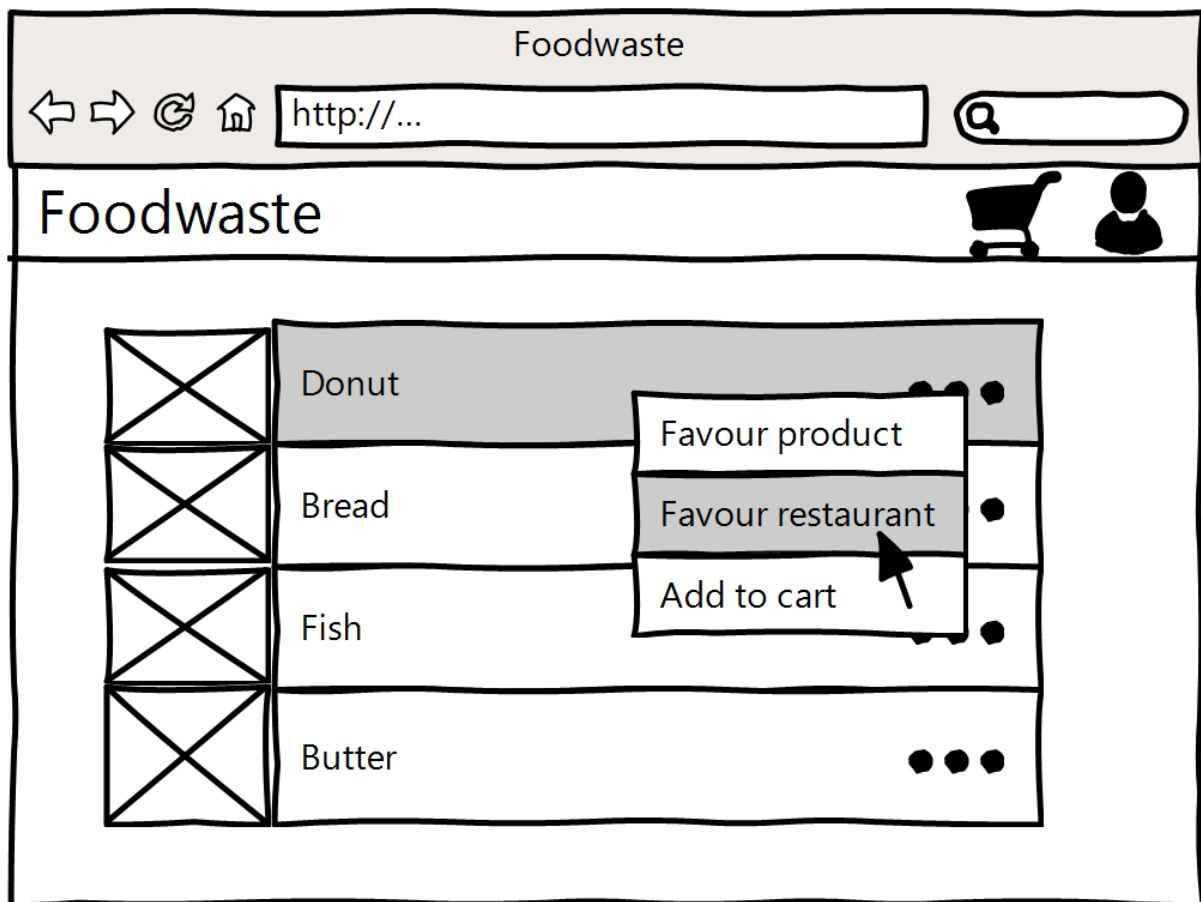 Foodwaste
http://...
Foodwaste
Donut
Favour product
Bread
Favour restaurant
Add to cart
Fish
Butter